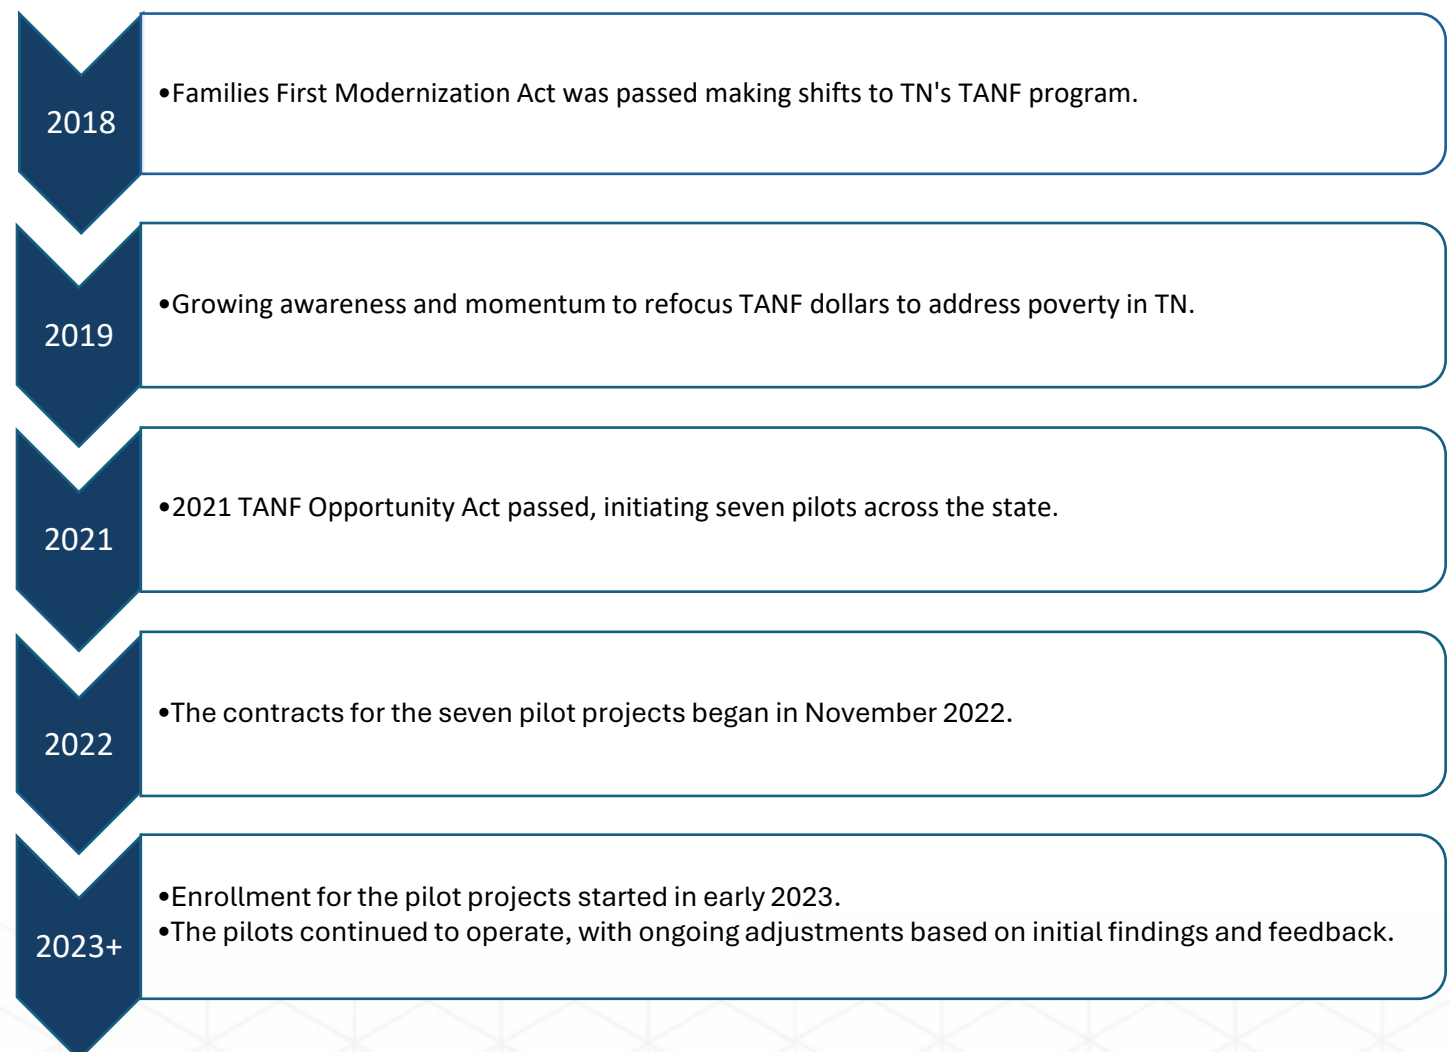 2018
•Families First Modernization Act was passed making shifts to TN's TANF program.
2019
•Growing awareness and momentum to refocus TANF dollars to address poverty in TN.
2021
•2021 TANF Opportunity Act passed, initiating seven pilots across the state.
2022
•The contracts for the seven pilot projects began in November 2022.
2023+
•Enrollment for the pilot projects started in early 2023.
•The pilots continued to operate, with ongoing adjustments based on initial findings and feedback.